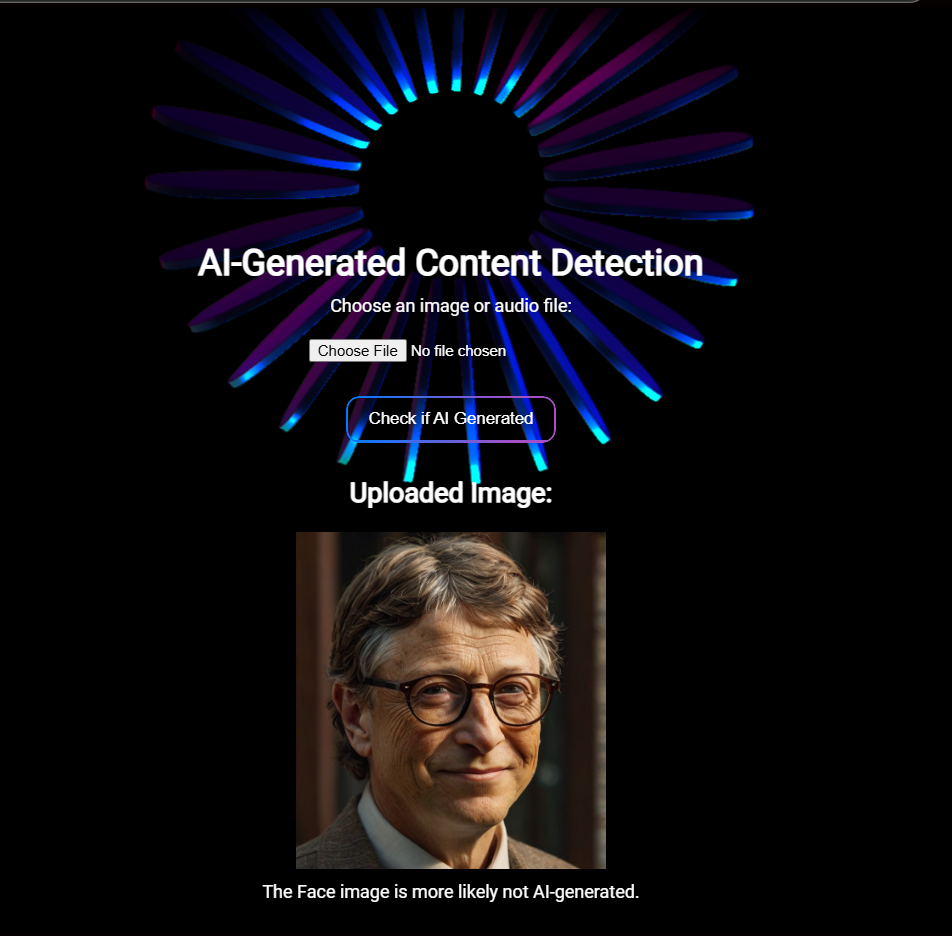 AI-Generated Content Detection
Choose an image or audio file:
Choose File No file chosen
Check if AI Generated
Uploaded Image:
The Face image is more likely not AI-generated.